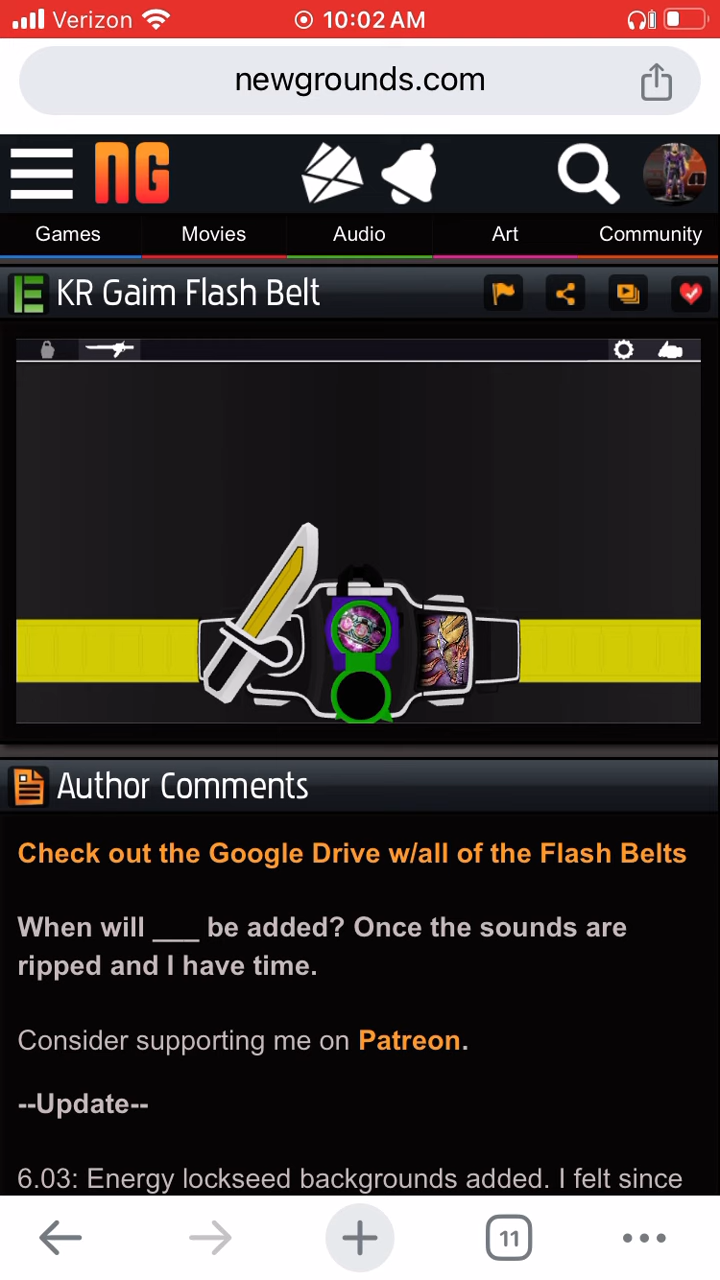 Verizon 10:02 AM
newgrounds.com
NG
Games Movies Audio Art Community
KR Gaim Flash Belt
Author Comments
Check out the Google Drive w/all of the Flash Belts
When will ___ be added? Once the sounds are
ripped and I have time.
Consider supporting me on Patreon.
--Update--
6.03: Energy lockseed backgrounds added. I felt since
11